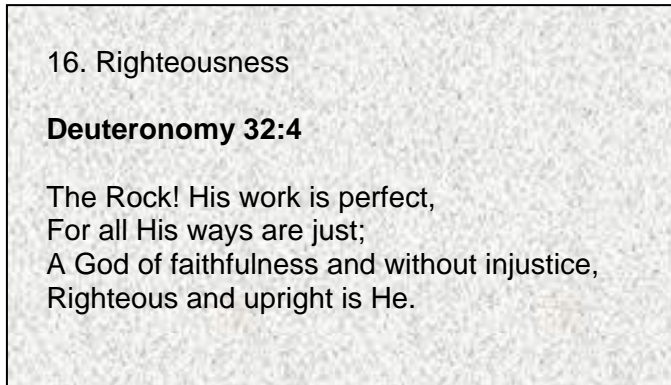 16. Righteousness
Deuteronomy 32:4
The Rock! His work is perfect,
For all His ways are just;
A God of faithfulness and without injustice,
Righteous and upright is He.